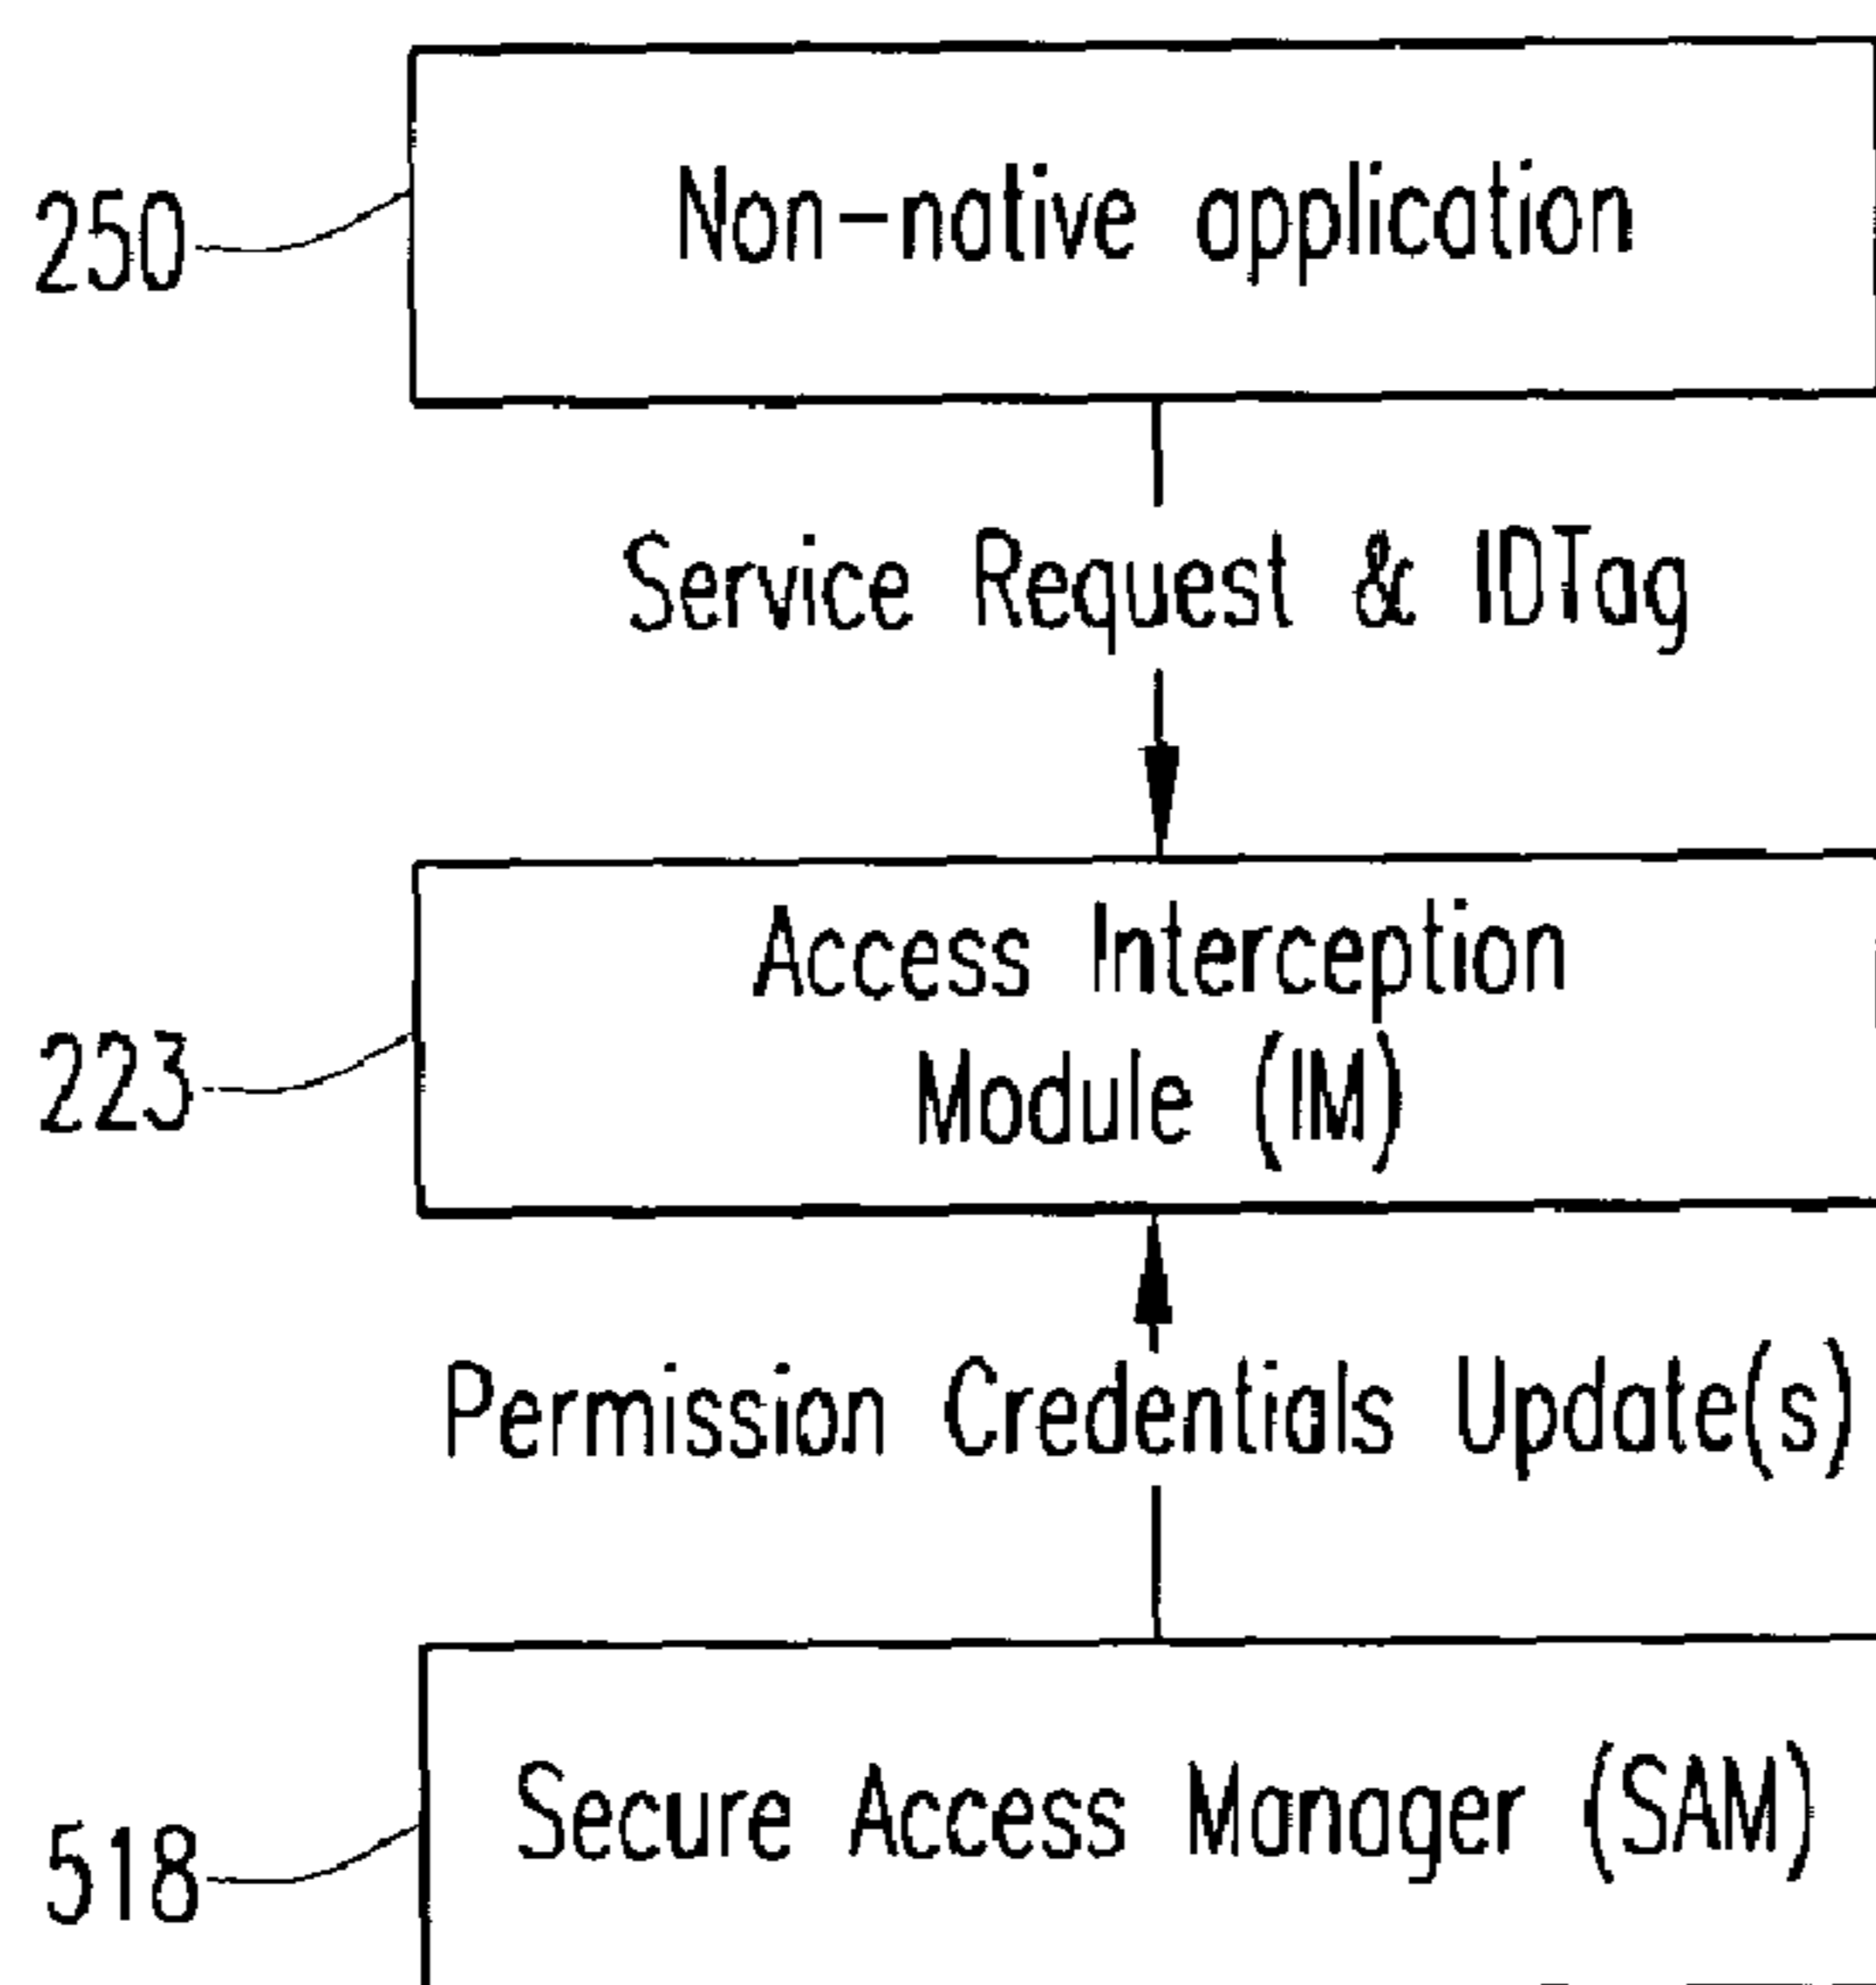 250
Non-native application
Service Request & IDTag
Access Interception
Module (IM)
223
Permission Credentials Update(s)
Secure Access Manager (SAM)
518